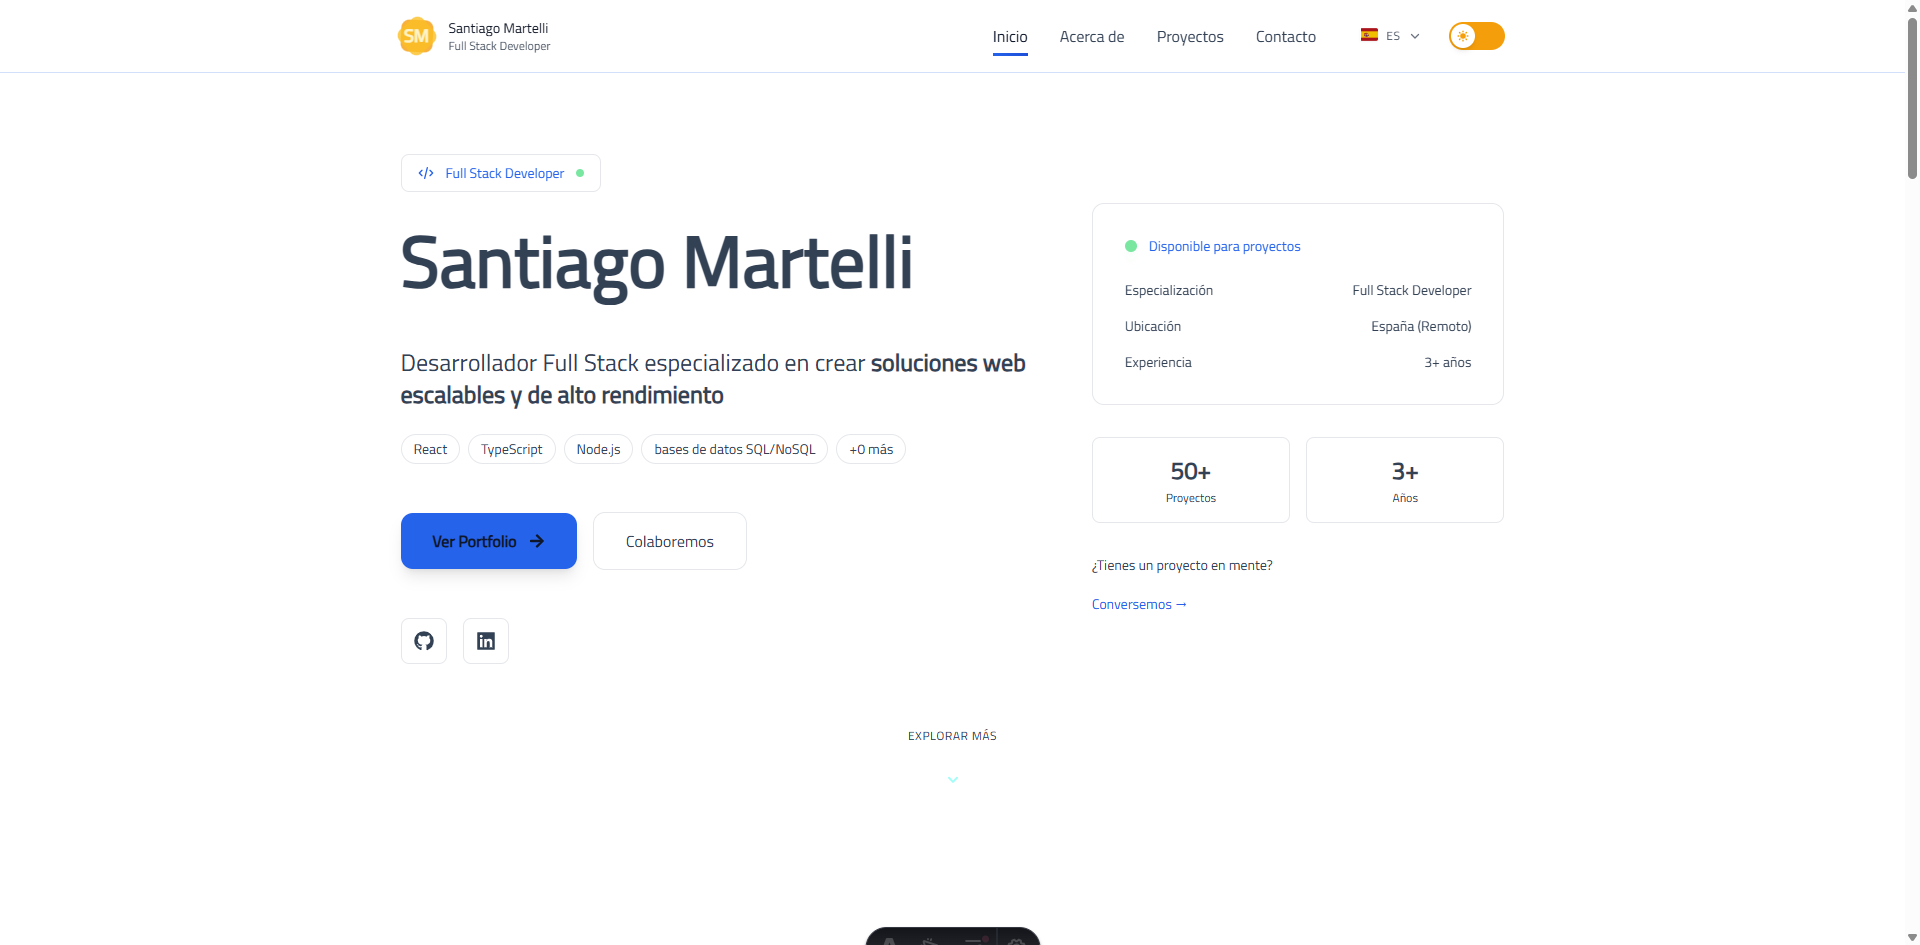 SM
Santiago Martelli
Full Stack Developer
Inicio
Acerca de
Proyectos
Contacto
ES
Full Stack Developer
Santiago Martelli
Desarrollador Full Stack especializado en crear soluciones web
escalables y de alto rendimiento
React
TypeScript
Node.js
bases de datos SQL/NoSQL
+0 más
Ver Portfolio →
Colaboremos
Disponible para proyectos
Especialización Full Stack Developer
Ubicación España (Remoto)
Experiencia 3+ años
50+
Proyectos
3+
Años
¿Tienes un proyecto en mente?
Conversemos →
EXPLORAR MÁS